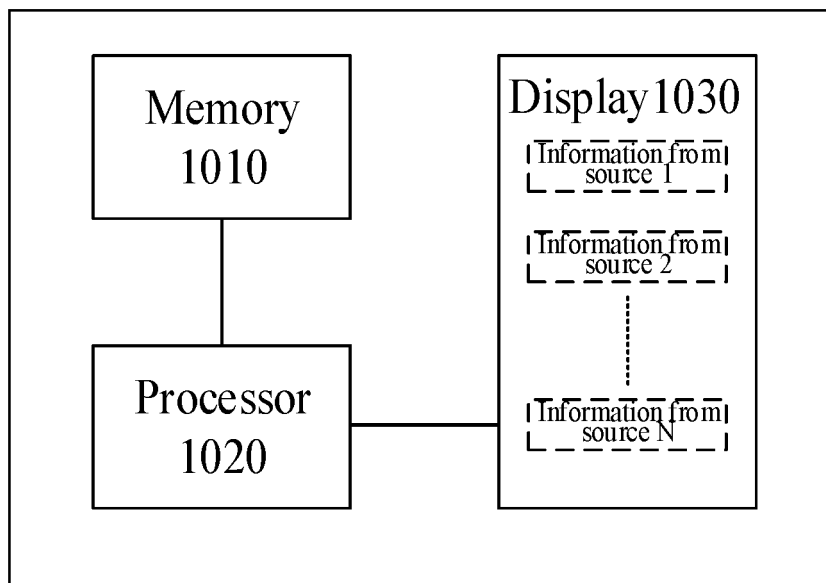 Memory
1010
Processor
1020
Display1030
Information from
source 1
Information from
source 2
Information from
source N